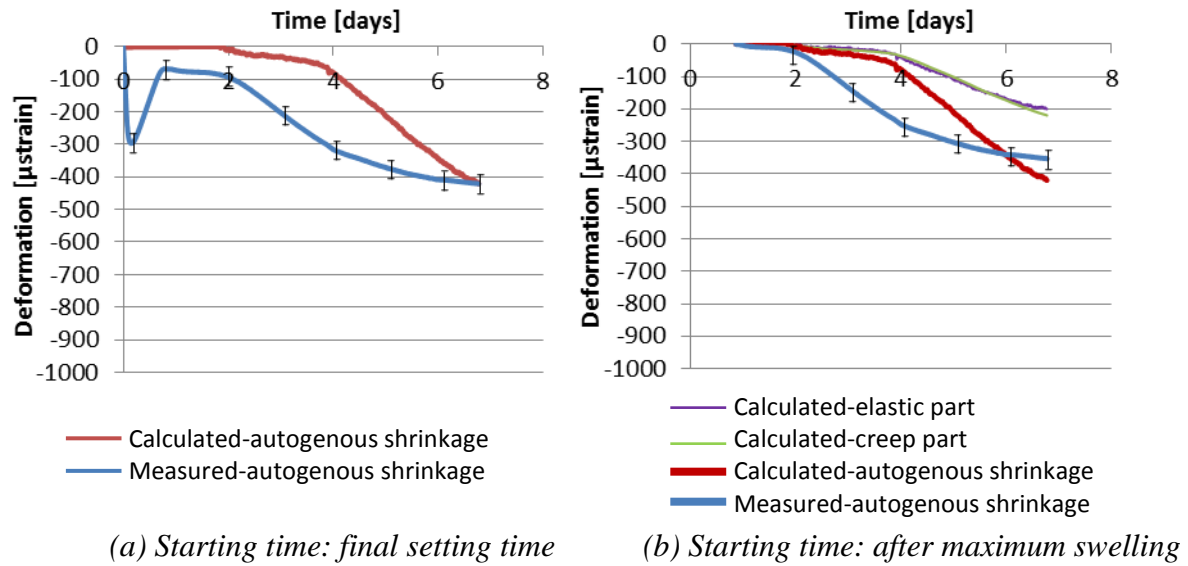 Time [days]
0
-100
-200
-300
-400
-500
-600
-700
-800
-900
-1000
0 2 4 6 8
Deformation [µstrain]
Calculated-autogenous shrinkage
Measured-autogenous shrinkage
(a) Starting time: final setting time
Time [days]
0
-100
-200
-300
-400
-500
-600
-700
-800
-900
-1000
0 2 4 6 8
Deformation [µstrain]
Calculated-elastic part
Calculated-creep part
Calculated-autogenous shrinkage
Measured-autogenous shrinkage
(b) Starting time: after maximum swelling